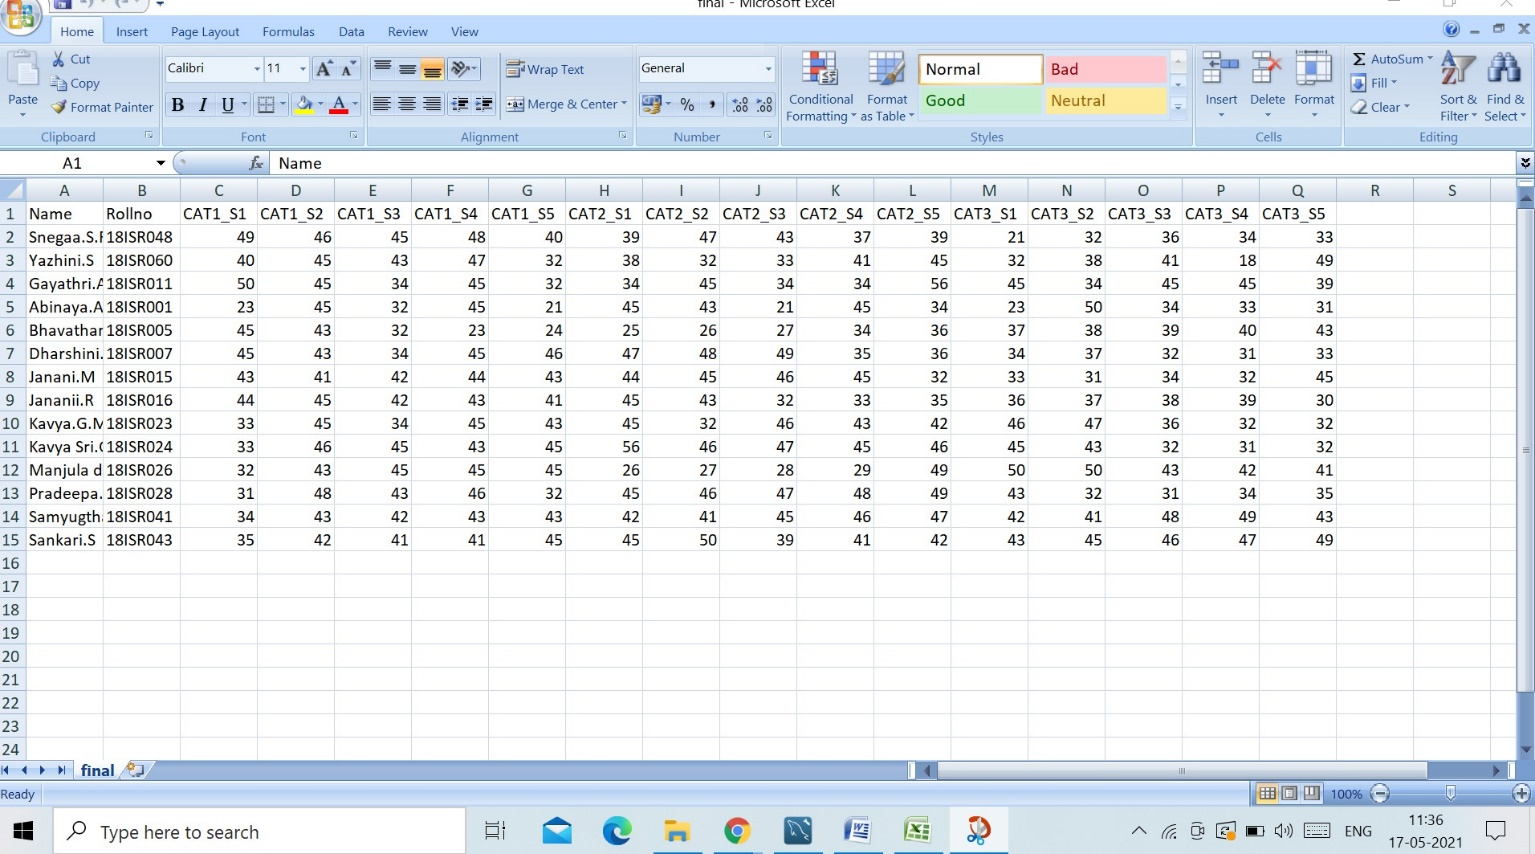 final - Microsoft Excel
Home Insert Page Layout Formulas Data Review View
Cut
Copy
Format Painter
Paste
Clipboard
Calibri 11
B I U
Font
Wrap Text
Merge & Center
Alignment
General
% , .0 .00 .00 .0
Number
Conditional Formatting
Format as Table
Normal Bad
Good Neutral
Styles
Insert Delete Format
Cells
Σ AutoSum
Fill
Clear
Sort & Filter
Find & Select
Editing
A1 fx Name
A B C D E F G H I J K L M N O P Q R S
1 Name Rollno CAT1_S1 CAT1_S2 CAT1_S3 CAT1_S4 CAT1_S5 CAT2_S1 CAT2_S2 CAT2_S3 CAT2_S4 CAT2_S5 CAT3_S1 CAT3_S2 CAT3_S3 CAT3_S4 CAT3_S5
2 Snegaa.S. 18ISR048 49 46 45 48 40 39 47 43 37 39 21 32 36 34 33
3 Yazhini.S 18ISR060 40 45 43 47 32 38 32 33 41 45 32 38 41 18 49
4 Gayathri.A 18ISR011 50 45 34 45 32 34 45 34 34 56 45 34 45 45 39
5 Abinaya.A 18ISR001 23 45 32 45 21 45 43 21 45 34 23 50 34 33 31
6 Bhavathar 18ISR005 45 43 32 23 24 25 26 27 34 36 37 38 39 40 43
7 Dharshini. 18ISR007 45 43 34 45 46 47 48 49 35 36 34 37 32 31 33
8 Janani.M 18ISR015 43 41 42 44 43 44 45 46 45 32 33 31 34 32 45
9 Jananii.R 18ISR016 44 45 42 43 41 45 43 32 33 35 36 37 38 39 30
10 Kavya.G.M 18ISR023 33 45 34 45 43 45 32 46 43 42 46 47 36 32 32
11 Kavya Sri. 18ISR024 33 46 45 43 45 56 46 47 45 46 45 43 32 31 32
12 Manjula d 18ISR026 32 43 45 45 45 26 27 28 29 49 50 50 43 42 41
13 Pradeepa. 18ISR028 31 48 43 46 32 45 46 47 48 49 43 32 31 34 35
14 Samyugth 18ISR041 34 43 42 43 43 42 41 45 46 47 42 41 48 49 43
15 Sankari.S 18ISR043 35 42 41 41 45 45 50 39 41 42 43 45 46 47 49
16
17
18
19
20
21
22
23
24
final
Ready 100%
Type here to search
ENG
11:36
17-05-2021